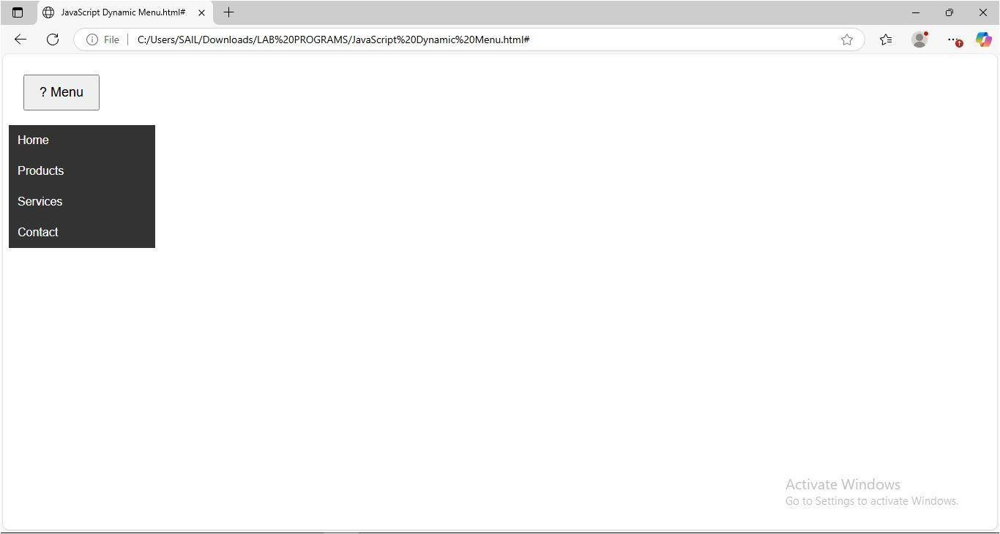 JavaScript Dynamic Menu.html#
File C:/Users/SAIL/Downloads/LAB%20PROGRAMS/JavaScript%20Dynamic%20Menu.html#
? Menu
Home
Products
Services
Contact
Activate Windows
Go to Settings to activate Windows.